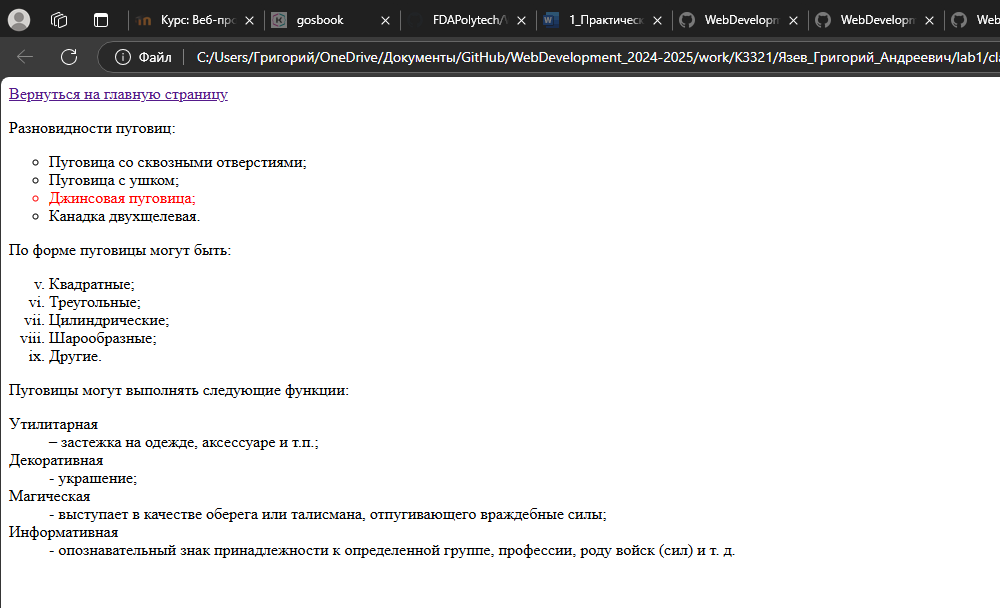 Курс: Веб-про
gosbook
FDAPolytech/
1_Практическ
WebDevelopm
WebDevelopm
Web
Файл
C:/Users/Григорий/OneDrive/Документы/GitHub/WebDevelopment_2024-2025/work/K3321/Язев_Григорий_Андреевич/lab1/cla
Вернуться на главную страницу
Разновидности пуговиц:
Пуговица со сквозными отверстиями;
Пуговица с ушком;
Джинсовая пуговица;
Канадка двухщелевая.
По форме пуговицы могут быть:
v. Квадратные;
vi. Треугольные;
vii. Цилиндрические;
viii. Шарообразные;
ix. Другие.
Пуговицы могут выполнять следующие функции:
Утилитарная
– застежка на одежде, аксессуаре и т.п.;
Декоративная
- украшение;
Магическая
- выступает в качестве оберега или талисмана, отпугивающего враждебные силы;
Информативная
- опознавательный знак принадлежности к определенной группе, профессии, роду войск (сил) и т. д.